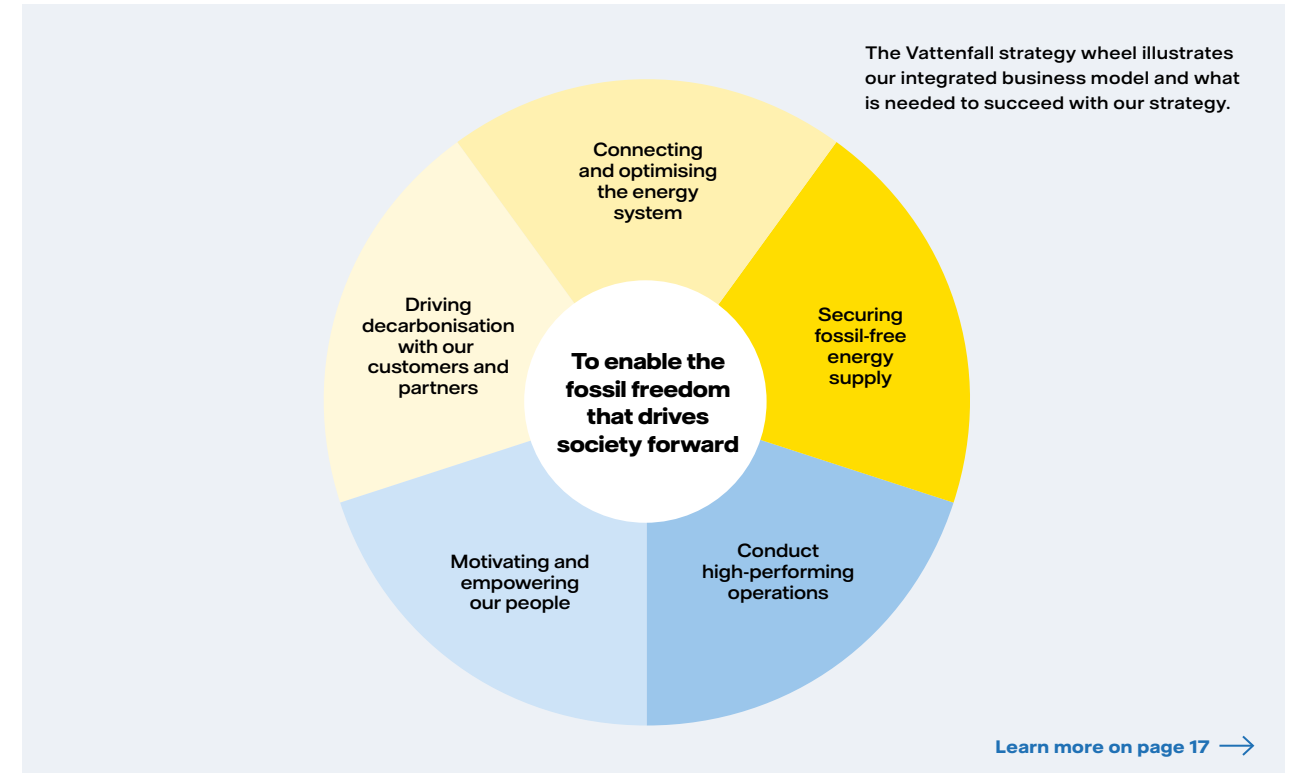 The Vattenfall strategy wheel illustrates
our integrated business model and what
is needed to succeed with our strategy.
Connecting
and optimising
the energy
system
Driving
decarbonisation
with our
customers and
partners
Securing
fossil-free
energy
supply
To enable the
fossil freedom
that drives
society forward
Motivating and
empowering
our people
Conduct
high-performing
operations
Learn more on page 17 →